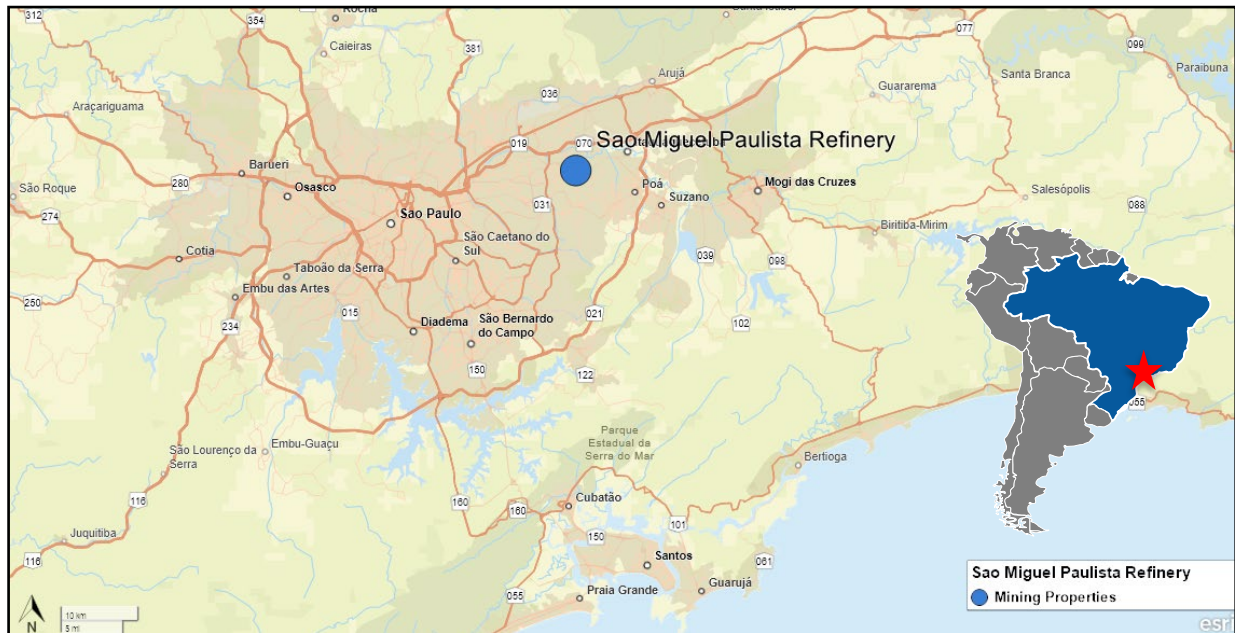 312
354
Rocha
Caieiras
381
077
099
Paraibuna
Araçariguama
036
Arujá
Santa Branca
Guararema
019
070
Sao Miguel Paulista Refinery
Barueri
São Roque
280
Osasco
031
Poá
Suzano
Mogi das Cruzes
Salesópolis
274
Sao Paulo
088
Biritiba-Mirim
Cotia
São Caetano do
Sul
039
098
Taboão da Serra
Embu das Artes
250
015
021
234
Diadema
São Bernardo
do Campo
102
150
122
055
Parque
Estadual da
Serra do Mar
São Lourenço da
Serra
Embu-Guaçu
Bertioga
116
160
160
Cubatão
101
Juquitiba
150
116
Santos
061
Guarujá
055
Praia Grande
Sao Miguel Paulista Refinery
Mining Properties
N
10 km
5 mi
esri